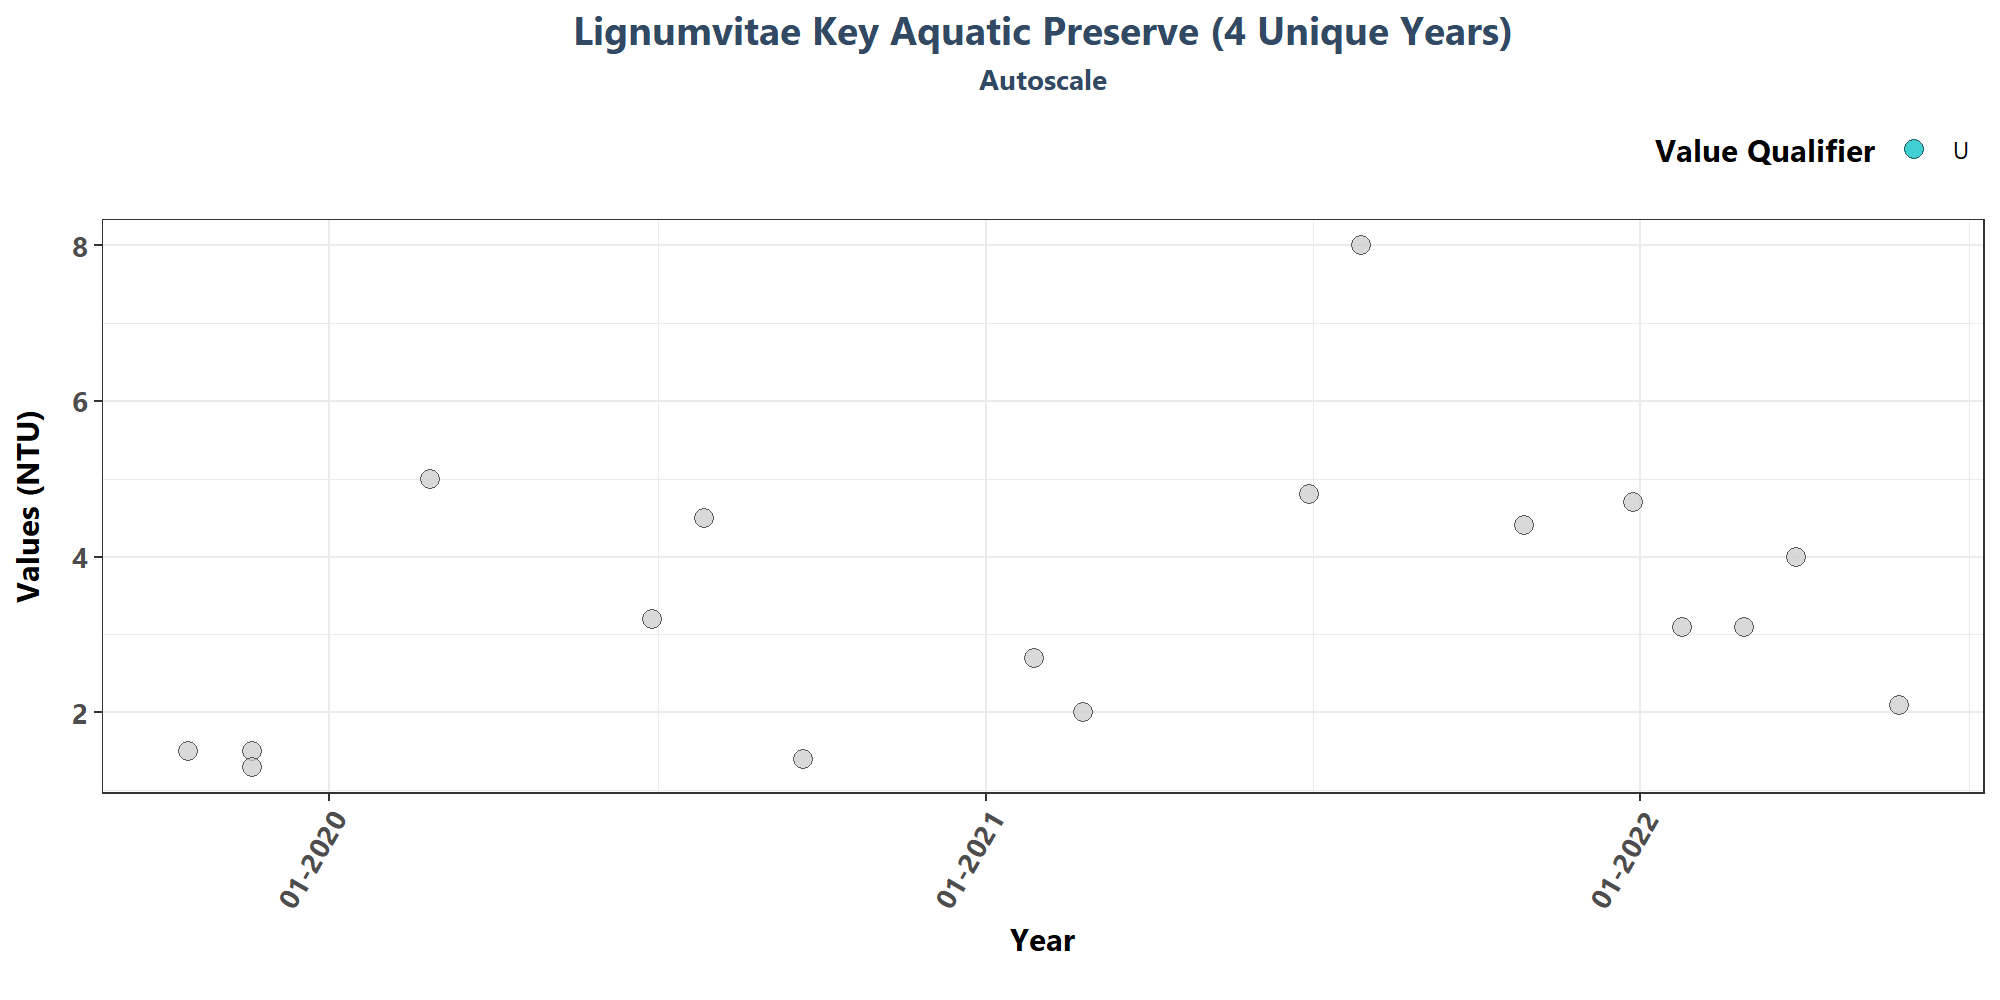 Lignumvitae Key Aquatic Preserve (4 Unique Years)
Autoscale
Value Qualifier U
Values (NTU)
8
6
4
2
01-2020
01-2021
01-2022
Year